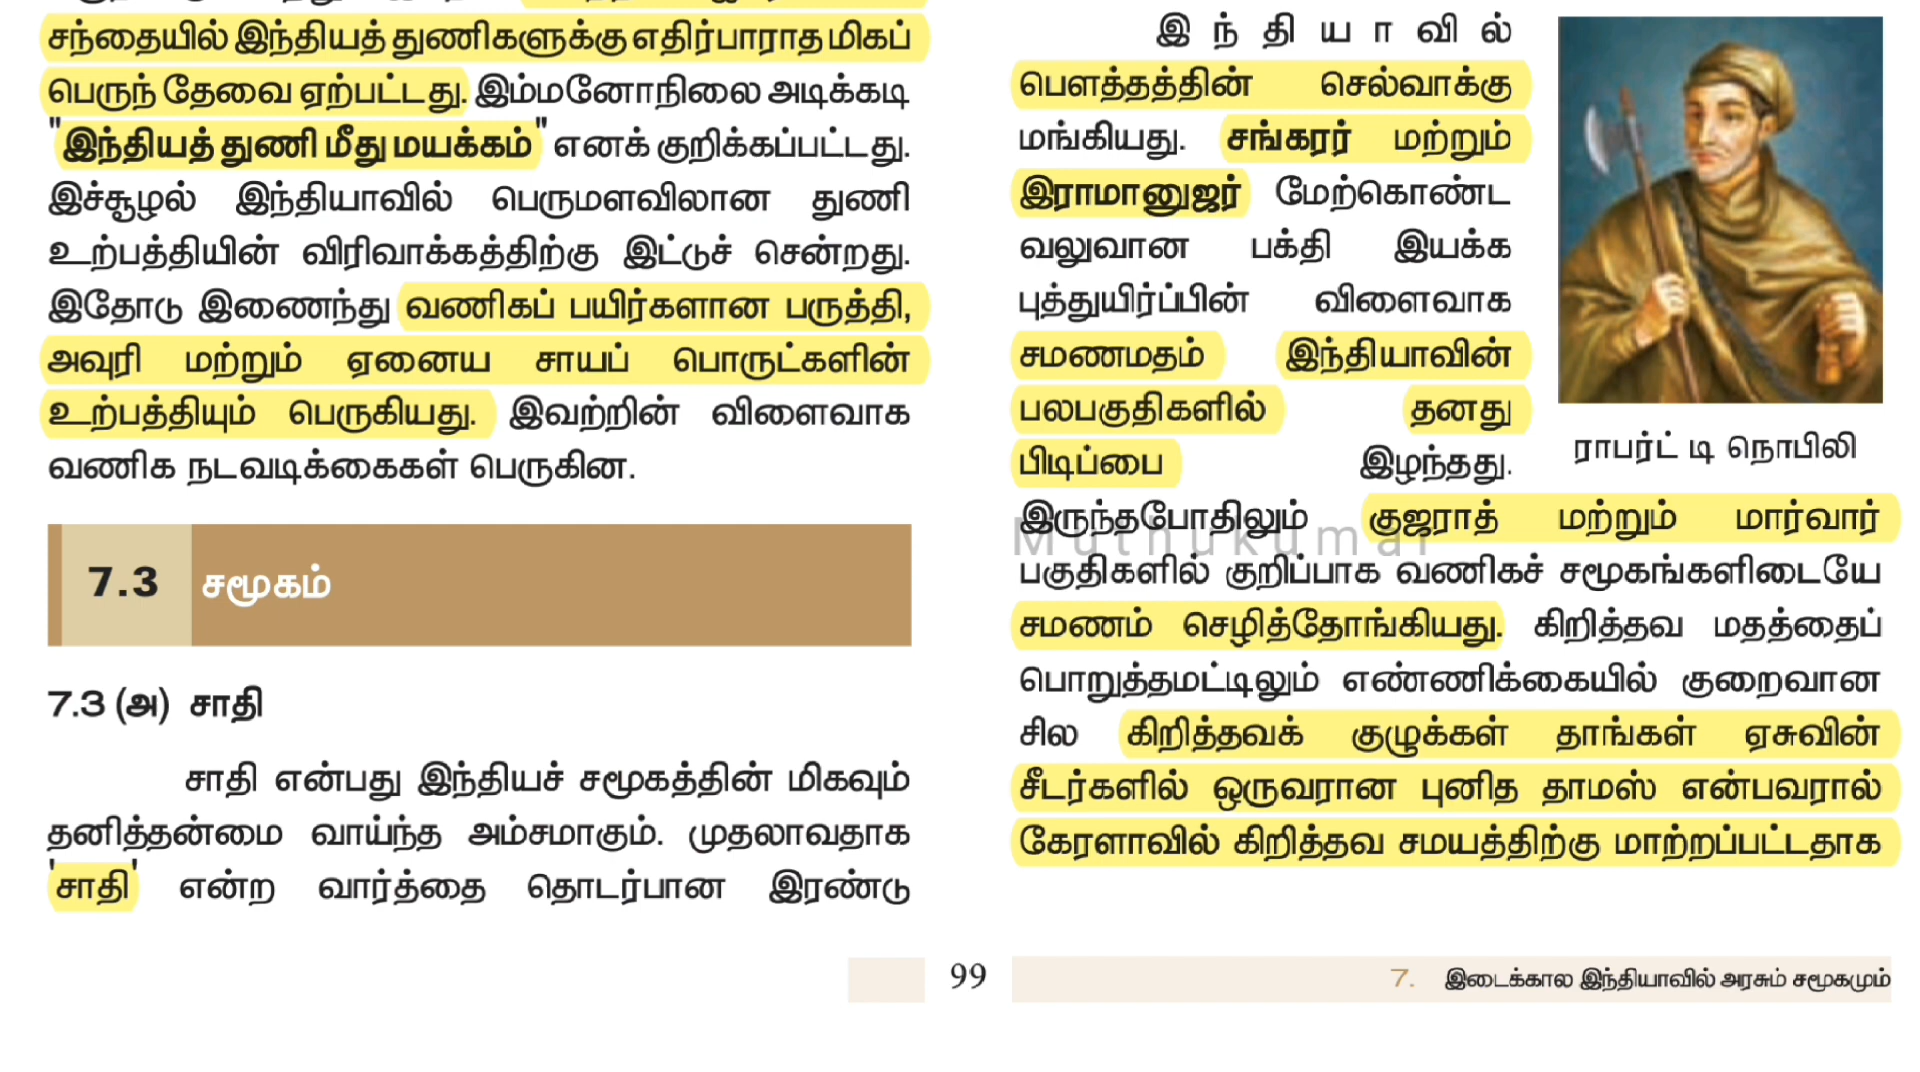 சந்தையில் இந்தியத் துணிகளுக்கு எதிர்பாராத மிகப்
பெருந் தேவை ஏற்பட்டது. இம்மனோநிலை அடிக்கடி
"இந்தியத் துணி மீது மயக்கம்" எனக் குறிக்கப்பட்டது.
இச்சூழல் இந்தியாவில் பெருமளவிலான துணி
உற்பத்தியின் விரிவாக்கத்திற்கு இட்டுச் சென்றது.
இதோடு இணைந்து வணிகப் பயிர்களான பருத்தி,
அவுரி மற்றும் ஏனைய சாயப் பொருட்களின்
உற்பத்தியும் பெருகியது. இவற்றின் விளைவாக
வணிக நடவடிக்கைகள் பெருகின.
7.3 சமூகம்
7.3 (அ) சாதி
சாதி என்பது இந்தியச் சமூகத்தின் மிகவும்
தனித்தன்மை வாய்ந்த அம்சமாகும். முதலாவதாக
'சாதி' என்ற வார்த்தை தொடர்பான இரண்டு
இந்தியாவில்
பௌத்தத்தின் செல்வாக்கு
மங்கியது. சங்கரர் மற்றும்
இராமானுஜர் மேற்கொண்ட
வலுவான பக்தி இயக்க
புத்துயிர்ப்பின் விளைவாக
சமணமதம் இந்தியாவின்
பலபகுதிகளில் தனது
பிடிப்பை இழந்தது.
ராபர்ட் டி நொபிலி
இருந்தபோதிலும் குஜராத் மற்றும் மார்வார்
Muthukumar
பகுதிகளில் குறிப்பாக வணிகச் சமூகங்களிடையே
சமணம் செழித்தோங்கியது. கிறித்தவ மதத்தைப்
பொறுத்தமட்டிலும் எண்ணிக்கையில் குறைவான
சில கிறித்தவக் குழுக்கள் தாங்கள் ஏசுவின்
சீடர்களில் ஒருவரான புனித தாமஸ் என்பவரால்
கேரளாவில் கிறித்தவ சமயத்திற்கு மாற்றப்பட்டதாக
99
7. இடைக்கால இந்தியாவில் அரசும் சமூகமும்